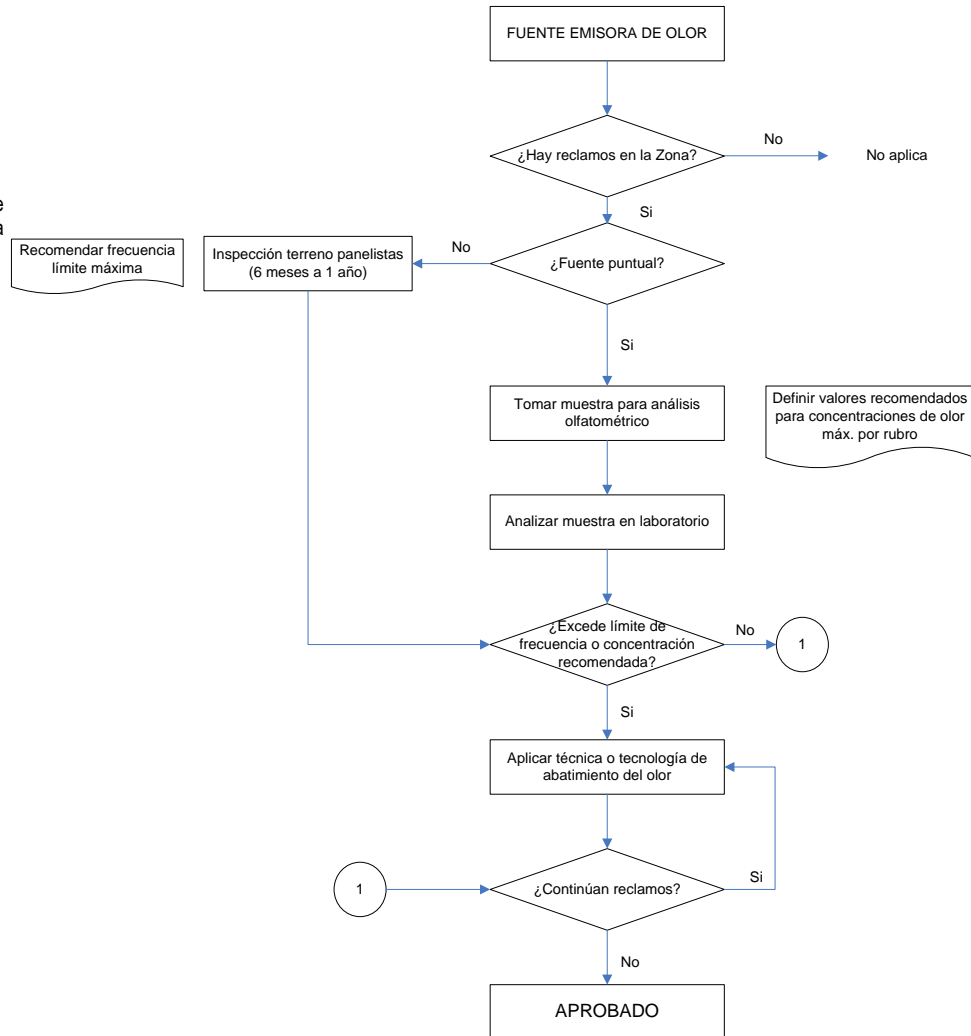 FUENTE EMISORA DE OLOR
¿Hay reclamos en la Zona?
No
No aplica
Si
e
a
Recomendar frecuencia
límite máxima
Inspección terreno panelistas
(6 meses a 1 año)
No
¿Fuente puntual?
Si
Tomar muestra para análisis
olfatométrico
Definir valores recomendados
para concentraciones de olor
máx. por rubro
Analizar muestra en laboratorio
¿Excede límite de
frecuencia o concentración
recomendada?
No
1
Si
Aplicar técnica o tecnología de
abatimiento del olor
1
¿Continúan reclamos?
Si
No
APROBADO